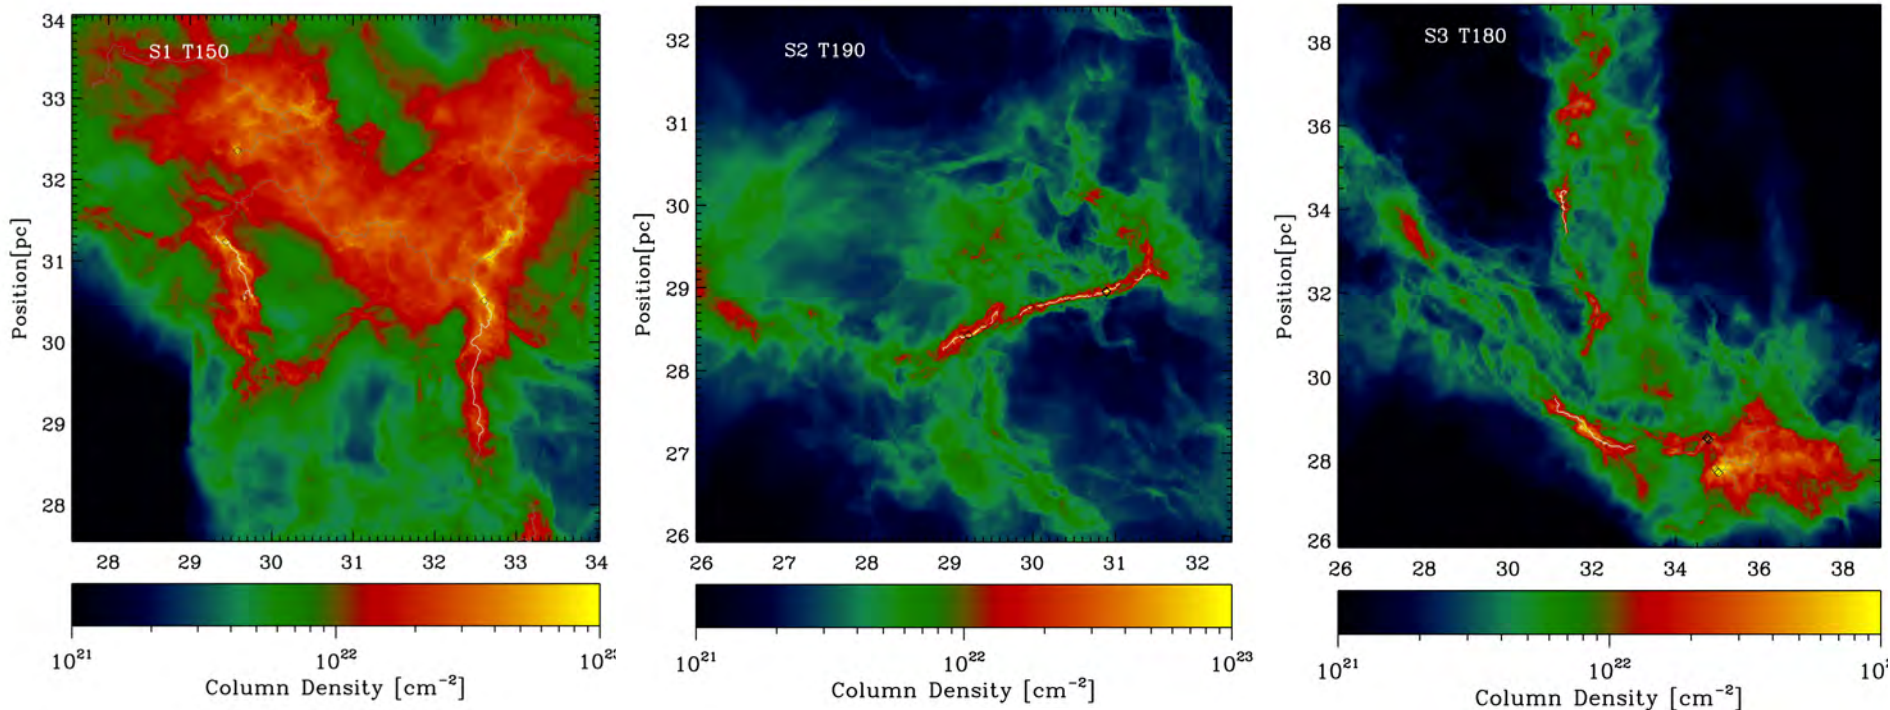 S1 T150
Position[pc]
34
33
32
31
30
29
28
28 29 30 31 32 33 34
10^21 10^22
Column Density [cm^-2]
S2 T190
Position[pc]
32
31
30
29
28
27
26
26 27 28 29 30 31 32
10^21 10^22 10^23
Column Density [cm^-2]
S3 T180
Position[pc]
38
36
34
32
30
28
26
26 28 30 32 34 36 38
10^21 10^22
Column Density [cm^-2]